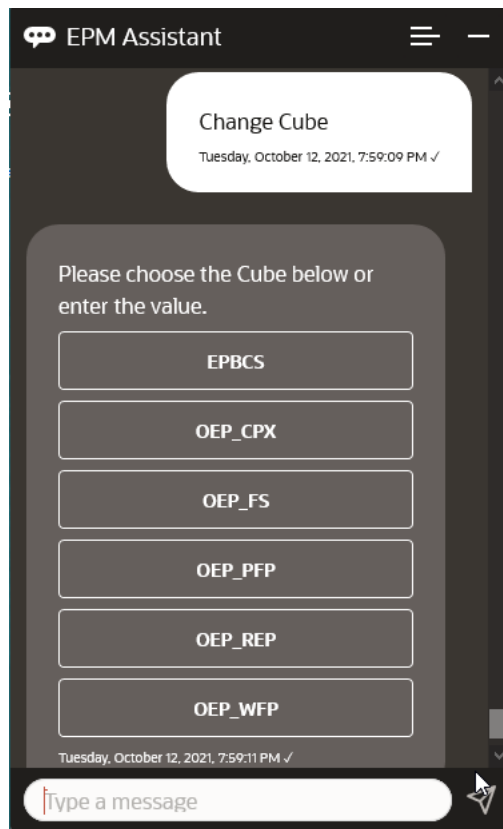 EPM Assistant
Change Cube
Tuesday, October 12, 2021, 7:59:09 PM ✓
Please choose the Cube below or
enter the value.
EPBCS
OEP_CPX
OEP_FS
OEP_PFP
OEP_REP
OEP_WFP
Tuesday, October 12, 2021, 7:59:11 PM ✓
Type a message